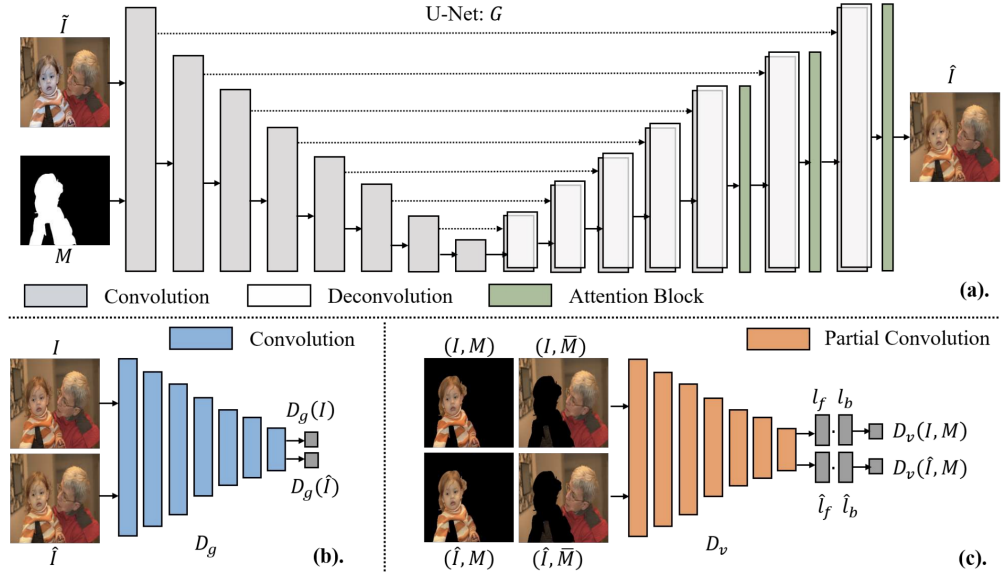 U-Net: G
Ĩ
M
Î
Convolution
Deconvolution
Attention Block
(a).
I
Convolution
D_g(I)
D_g(Î)
Î
D_g
(b).
(I, M)
(I, M̅)
Partial Convolution
l_f
l_b
D_v(I, M)
D_v(Î, M)
l̂_f
l̂_b
(Î, M)
(Î, M̅)
D_v
(c).